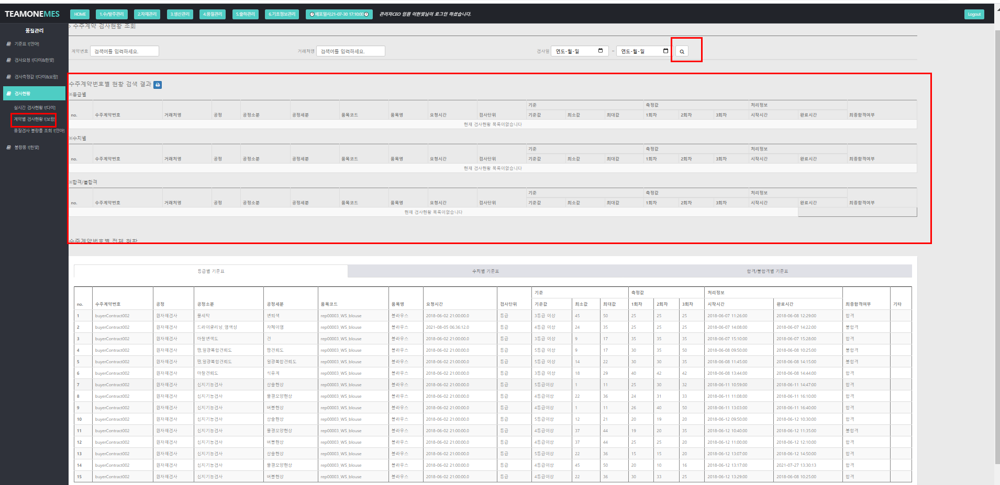 TEAMONEMES
HOME
1.수/발주관리
2.자재관리
3.생산관리
4.품질관리
5.출하관리
6.기초정보관리
배포일시:21-07-30 17:10:00
관리자CEO 임원 이한빛님이 로그인 하셨습니다.
Logout
품질관리
기준표 ![민아]
검사요청 ![다미&한빛]
검사측정값 ![다미&보람]
검사현황
실시간 검사현황 ![다미]
계약별 검사현황 ![보람]
품질검사 불량률 조회 ![민아]
불량품 ![한빛]
> 수주계약 검사현황 조회
계약번호 검색어를 입력하세요.
거래처명 검색어를 입력하세요.
검사일 연도-월-일 ~ 연도-월-일
수주계약번호별 현황 검색 결과
※등급별
기준 측정값 처리정보
no. 수주계약번호 거래처명 공정 공정소분 공정세분 품목코드 품목명 요청시간 검사단위 기준값 최소값 최대값 1회차 2회차 3회차 시작시간 완료시간 최종합격여부
현재 검사현황 목록이없습니다
※수치별
기준 측정값 처리정보
no. 수주계약번호 거래처명 공정 공정소분 공정세분 품목코드 품목명 요청시간 검사단위 기준값 최소값 최대값 1회차 2회차 3회차 시작시간 완료시간 최종합격여부
현재 검사현황 목록이없습니다
※합격/불합격
기준 측정값 처리정보
no. 수주계약번호 거래처명 공정 공정소분 공정세분 품목코드 품목명 요청시간 검사단위 기준값 최소값 최대값 1회차 2회차 3회차 시작시간 완료시간 최종합격여부
현재 검사현황 목록이없습니다
수주계약번호별 전체 현황
등급별 기준표 수치별 기준표 합격/불합격별 기준표
기준 측정값 처리정보
no. 수주계약번호 공정 공정소분 공정세분 품목코드 품목명 요청시간 검사단위 기준값 최소값 최대값 1회차 2회차 3회차 시작시간 완료시간 최종합격여부 기타
1 buyerContract002 원자재검사 물세탁 변퇴색 rep00003_WS_blouse 블라우스 2018-06-02 21:00:00.0 등급 3등급 이상 45 50 25 25 25 2018-06-07 11:26:00 2018-06-08 12:29:00 합격
2 buyerContract002 원자재검사 드라이클리닝_염색성 자체이염 rep00003_WS_blouse 블라우스 2021-08-05 06:36:12.0 등급 4등급 이상 24 35 25 25 25 2018-06-07 14:08:00 2018-06-07 14:22:00 불합격
3 buyerContract002 원자재검사 마찰변색도 건 rep00003_WS_blouse 블라우스 2018-06-02 21:00:00.0 등급 3등급 이상 9 17 35 35 35 2018-06-07 15:10:00 2018-06-07 15:28:00 합격
4 buyerContract002 원자재검사 땀,일광복합견뢰도 땀견뢰도 rep00003_WS_blouse 블라우스 2018-06-02 21:00:00.0 등급 5등급 이상 9 17 30 35 50 2018-06-08 09:50:00 2018-06-08 10:25:00 불합격
5 buyerContract002 원자재검사 땀,일광복합견뢰도 일광복합견뢰도 rep00003_WS_blouse 블라우스 2018-06-02 21:00:00.0 등급 5등급 이상 14 22 30 30 35 2018-06-08 11:45:00 2018-06-08 14:15:00 불합격
6 buyerContract002 원자재검사 마찰견뢰도 석유계 rep00003_WS_blouse 블라우스 2018-06-02 21:00:00.0 등급 3등급 이상 18 29 40 42 42 2018-06-08 13:44:00 2018-06-08 14:44:00 합격
7 buyerContract002 원자재검사 심지기능검사 삼출현상 rep00003_WS_blouse 블라우스 2018-06-02 21:00:00.0 등급 5등급이상 1 11 25 30 32 2018-06-11 10:59:00 2018-06-11 14:47:00 합격
8 buyerContract002 원자재검사 심지기능검사 물결모양현상 rep00003_WS_blouse 블라우스 2018-06-02 21:00:00.0 등급 4등급이상 22 36 24 31 33 2018-06-11 11:08:00 2018-06-11 16:10:00 합격
9 buyerContract002 원자재검사 심지기능검사 버블현상 rep00003_WS_blouse 블라우스 2018-06-02 21:00:00.0 등급 4등급이상 1 11 26 40 50 2018-06-11 13:03:00 2018-06-11 16:40:00 합격
10 buyerContract002 원자재검사 심지기능검사 삼출현상 rep00003_WS_blouse 블라우스 2018-06-02 21:00:00.0 등급 5등급이상 12 21 20 19 20 2018-06-12 09:50:00 2018-06-12 10:30:00 합격
11 buyerContract002 원자재검사 심지기능검사 물결모양현상 rep00003_WS_blouse 블라우스 2018-06-02 21:00:00.0 등급 4등급이상 37 44 19 20 35 2018-06-12 10:40:00 2018-06-12 11:35:00 불합격
12 buyerContract002 원자재검사 심지기능검사 버블현상 rep00003_WS_blouse 블라우스 2018-06-02 21:00:00.0 등급 4등급이상 37 44 25 25 20 2018-06-12 11:00:00 2018-06-12 12:10:00 합격
13 buyerContract002 원자재검사 심지기능검사 삼출현상 rep00003_WS_blouse 블라우스 2018-06-02 21:00:00.0 등급 5등급이상 22 36 15 15 20 2018-06-12 13:07:00 2018-06-12 14:50:00 합격
14 buyerContract002 원자재검사 심지기능검사 물결모양현상 rep00003_WS_blouse 블라우스 2018-06-02 21:00:00.0 등급 4등급이상 45 50 20 10 16 2018-06-12 13:17:00 2021-07-27 13:30:13 합격
15 buyerContract002 원자재검사 심지기능검사 버블현상 rep00003_WS_blouse 블라우스 2018-06-02 21:00:00.0 등급 4등급이상 22 36 30 33 25 2018-06-12 13:29:00 2018-06-08 10:25:00 합격